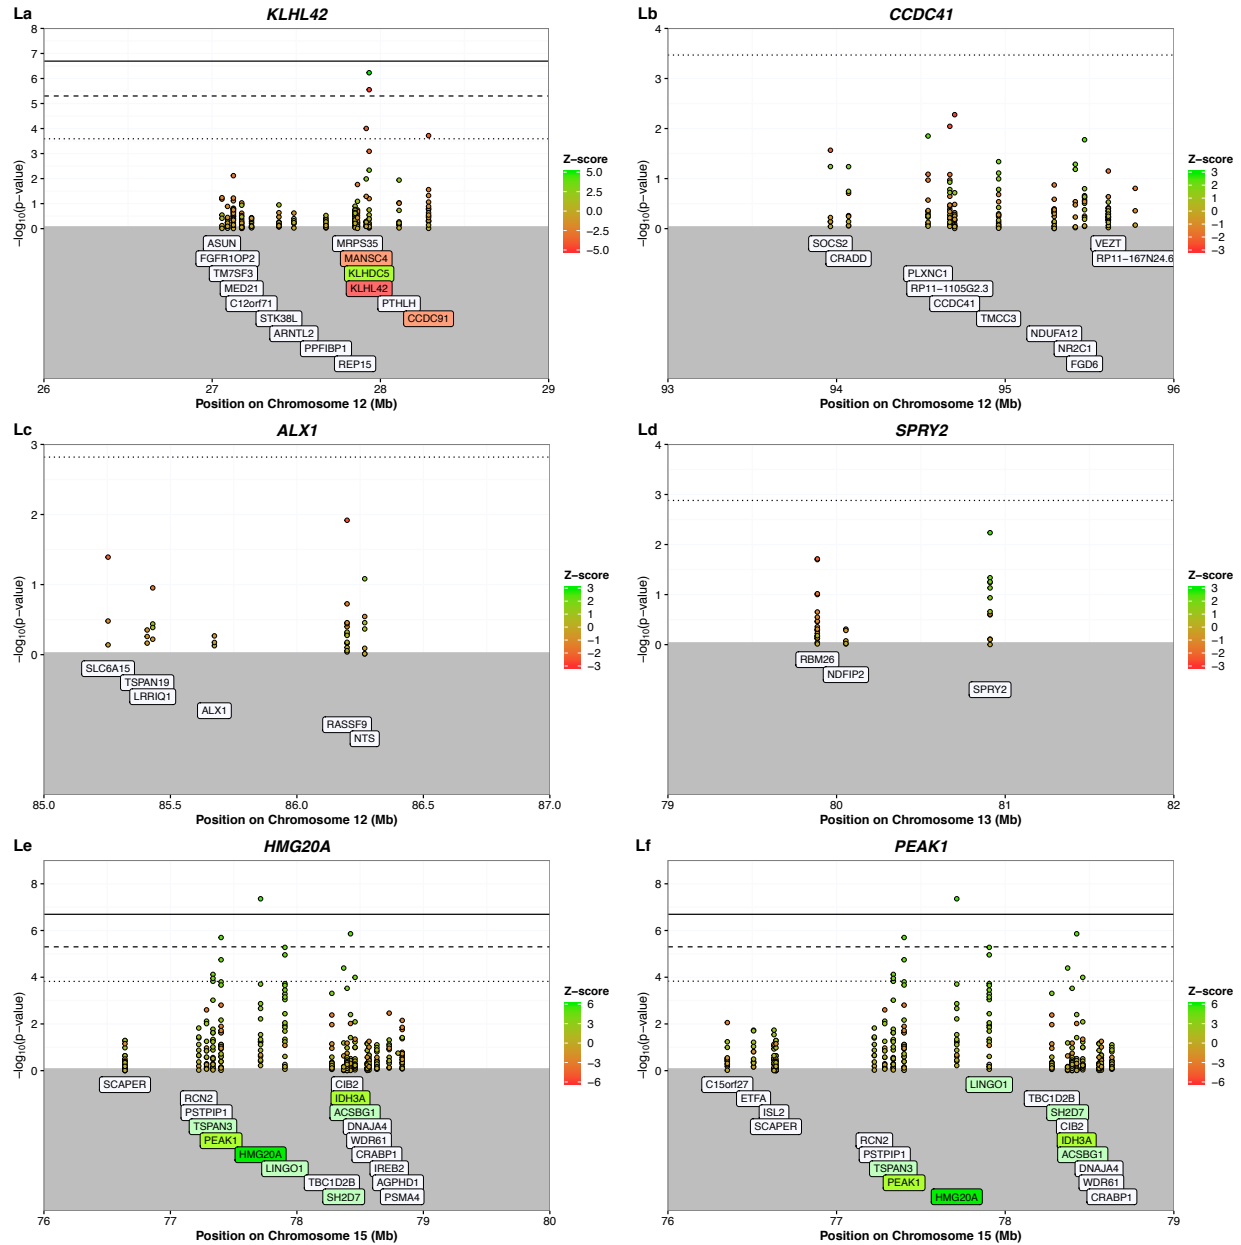 La
KLHL42
8
7
6
5
4
3
2
1
0
−log10(p−value)
ASUN
MRPS35
FGFR1OP2
MANSC4
TM7SF3
KLHDC5
MED21
KLHL42
C12orf71
PTHLH
STK38L
CCDC91
ARNTL2
PPFIBP1
REP15
26 27 28 29
Position on Chromosome 12 (Mb)
Z−score
5.0
2.5
0.0
−2.5
−5.0
Lb
CCDC41
4
3
2
1
0
−log10(p−value)
SOCS2
VEZT
CRADD
RP11−167N24.6
PLXNC1
RP11−1105G2.3
CCDC41
TMCC3
NDUFA12
NR2C1
FGD6
93 94 95 96
Position on Chromosome 12 (Mb)
Z−score
3
2
1
0
−1
−2
−3
Lc
ALX1
3
2
1
0
−log10(p−value)
SLC6A15
TSPAN19
LRRIQ1
ALX1
RASSF9
NTS
85.0 85.5 86.0 86.5 87.0
Position on Chromosome 12 (Mb)
Z−score
3
2
1
0
−1
−2
−3
Ld
SPRY2
4
3
2
1
0
−log10(p−value)
RBM26
NDFIP2
SPRY2
79 80 81 82
Position on Chromosome 13 (Mb)
Z−score
3
2
1
0
−1
−2
−3
Le
HMG20A
8
6
4
2
0
−log10(p−value)
SCAPER
CIB2
RCN2
IDH3A
PSTPIP1
ACSBG1
TSPAN3
DNAJA4
PEAK1
WDR61
HMG20A
CRABP1
LINGO1
IREB2
TBC1D2B
AGPHD1
SH2D7
PSMA4
76 77 78 79 80
Position on Chromosome 15 (Mb)
Z−score
6
3
0
−3
−6
Lf
PEAK1
8
6
4
2
0
−log10(p−value)
C15orf27
LINGO1
ETFA
TBC1D2B
ISL2
SH2D7
SCAPER
CIB2
RCN2
IDH3A
PSTPIP1
ACSBG1
TSPAN3
DNAJA4
PEAK1
WDR61
HMG20A
CRABP1
76 77 78 79
Position on Chromosome 15 (Mb)
Z−score
6
3
0
−3
−6